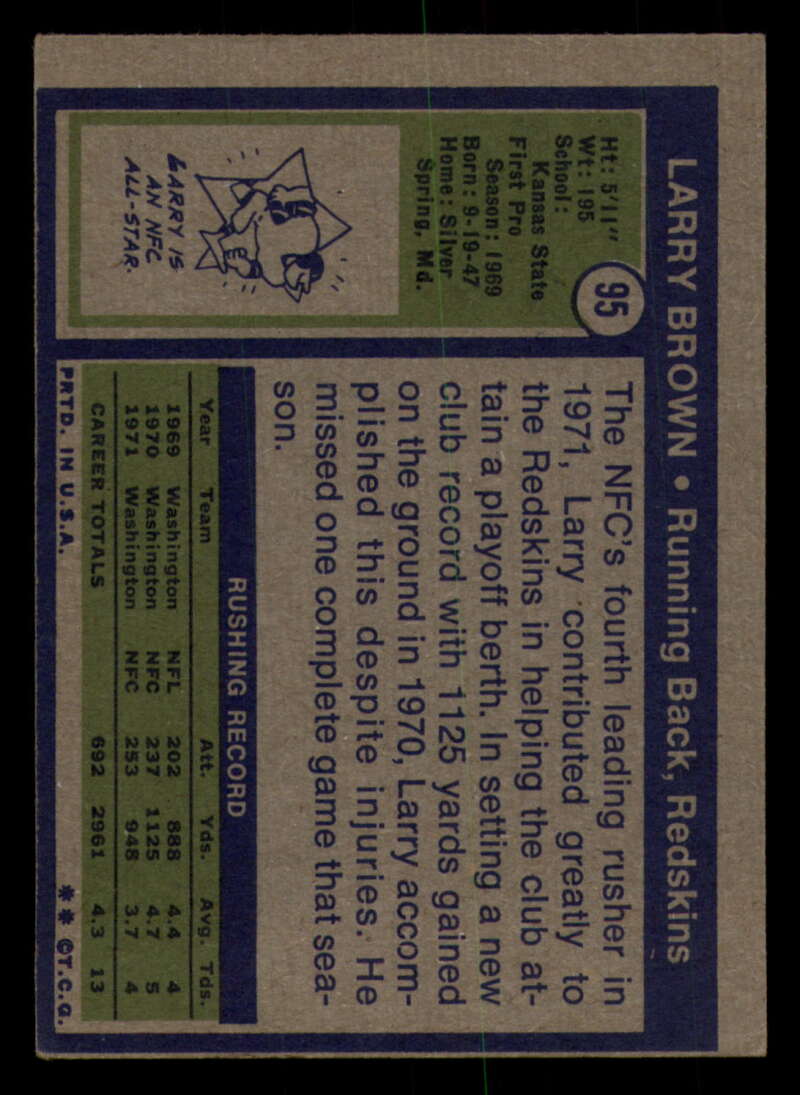 LARRY BROWN • Running Back, Redskins
95
Ht: 5'11"
Wt: 195
School:
Kansas State
First Pro
Season: 1969
Born: 9-19-47
Home: Silver
Spring, Md.
LARRY IS
AN NFC
ALL-STAR.
The NFC's fourth leading rusher in
1971, Larry contributed greatly to
the Redskins in helping the club at-
tain a playoff berth. In setting a new
club record with 1125 yards gained
on the ground in 1970, Larry accom-
plished this despite injuries. He
missed one complete game that sea-
son.
RUSHING RECORD
Year Team Att. Yds. Avg. Tds.
1969 Washington NFL 202 888 4.4 4
1970 Washington NFC 237 1125 4.7 5
1971 Washington NFC 253 948 3.7 4
CAREER TOTALS 692 2961 4.3 13
PRTD. IN U.S.A. ** ©T.C.G.